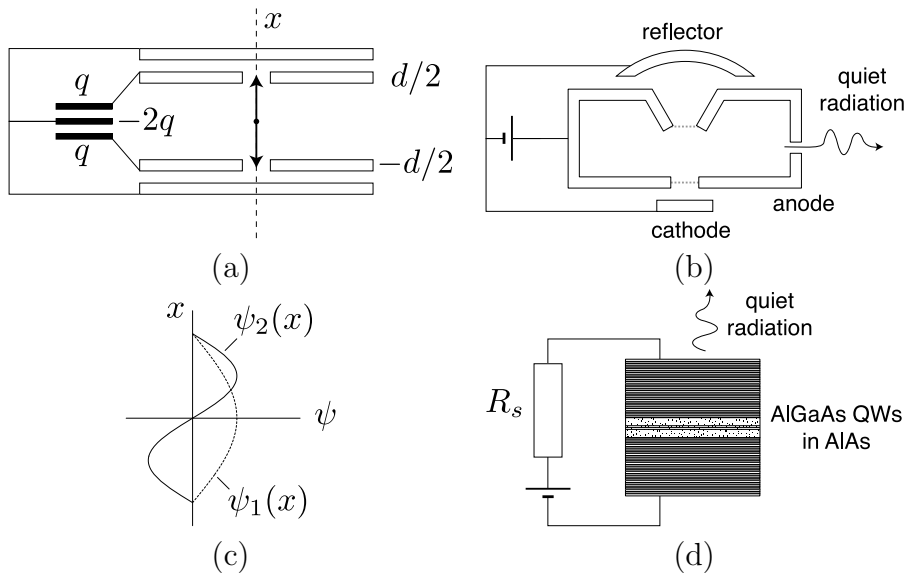 x
q
d/2
−2q
q
−d/2
(a)
reflector
quiet
radiation
anode
cathode
(b)
x
ψ₂(x)
ψ
ψ₁(x)
(c)
quiet
radiation
Rₛ
AlGaAs QWs
in AlAs
(d)